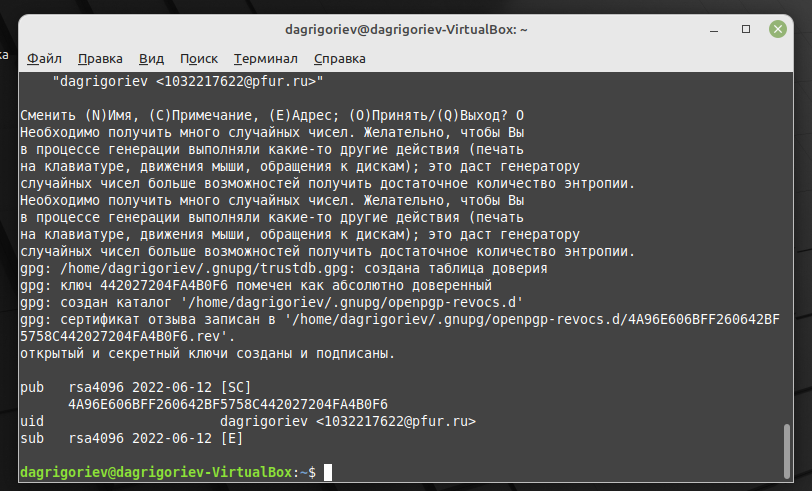 dagrigoriev@dagrigoriev-VirtualBox: ~
ка
Файл Правка Вид Поиск Терминал Справка
"dagrigoriev <1032217622@pfur.ru>"
Сменить (N)Имя, (C)Примечание, (E)Адрес; (O)Принять/(Q)Выход? O
Необходимо получить много случайных чисел. Желательно, чтобы Вы
в процессе генерации выполняли какие-то другие действия (печать
на клавиатуре, движения мыши, обращения к дискам); это даст генератору
случайных чисел больше возможностей получить достаточное количество энтропии.
Необходимо получить много случайных чисел. Желательно, чтобы Вы
в процессе генерации выполняли какие-то другие действия (печать
на клавиатуре, движения мыши, обращения к дискам); это даст генератору
случайных чисел больше возможностей получить достаточное количество энтропии.
gpg: /home/dagrigoriev/.gnupg/trustdb.gpg: создана таблица доверия
gpg: ключ 442027204FA4B0F6 помечен как абсолютно доверенный
gpg: создан каталог '/home/dagrigoriev/.gnupg/openpgp-revocs.d'
gpg: сертификат отзыва записан в '/home/dagrigoriev/.gnupg/openpgp-revocs.d/4A96E606BFF260642BF
5758C442027204FA4B0F6.rev'.
открытый и секретный ключи созданы и подписаны.
pub rsa4096 2022-06-12 [SC]
4A96E606BFF260642BF5758C442027204FA4B0F6
uid dagrigoriev <1032217622@pfur.ru>
sub rsa4096 2022-06-12 [E]
dagrigoriev@dagrigoriev-VirtualBox:~$